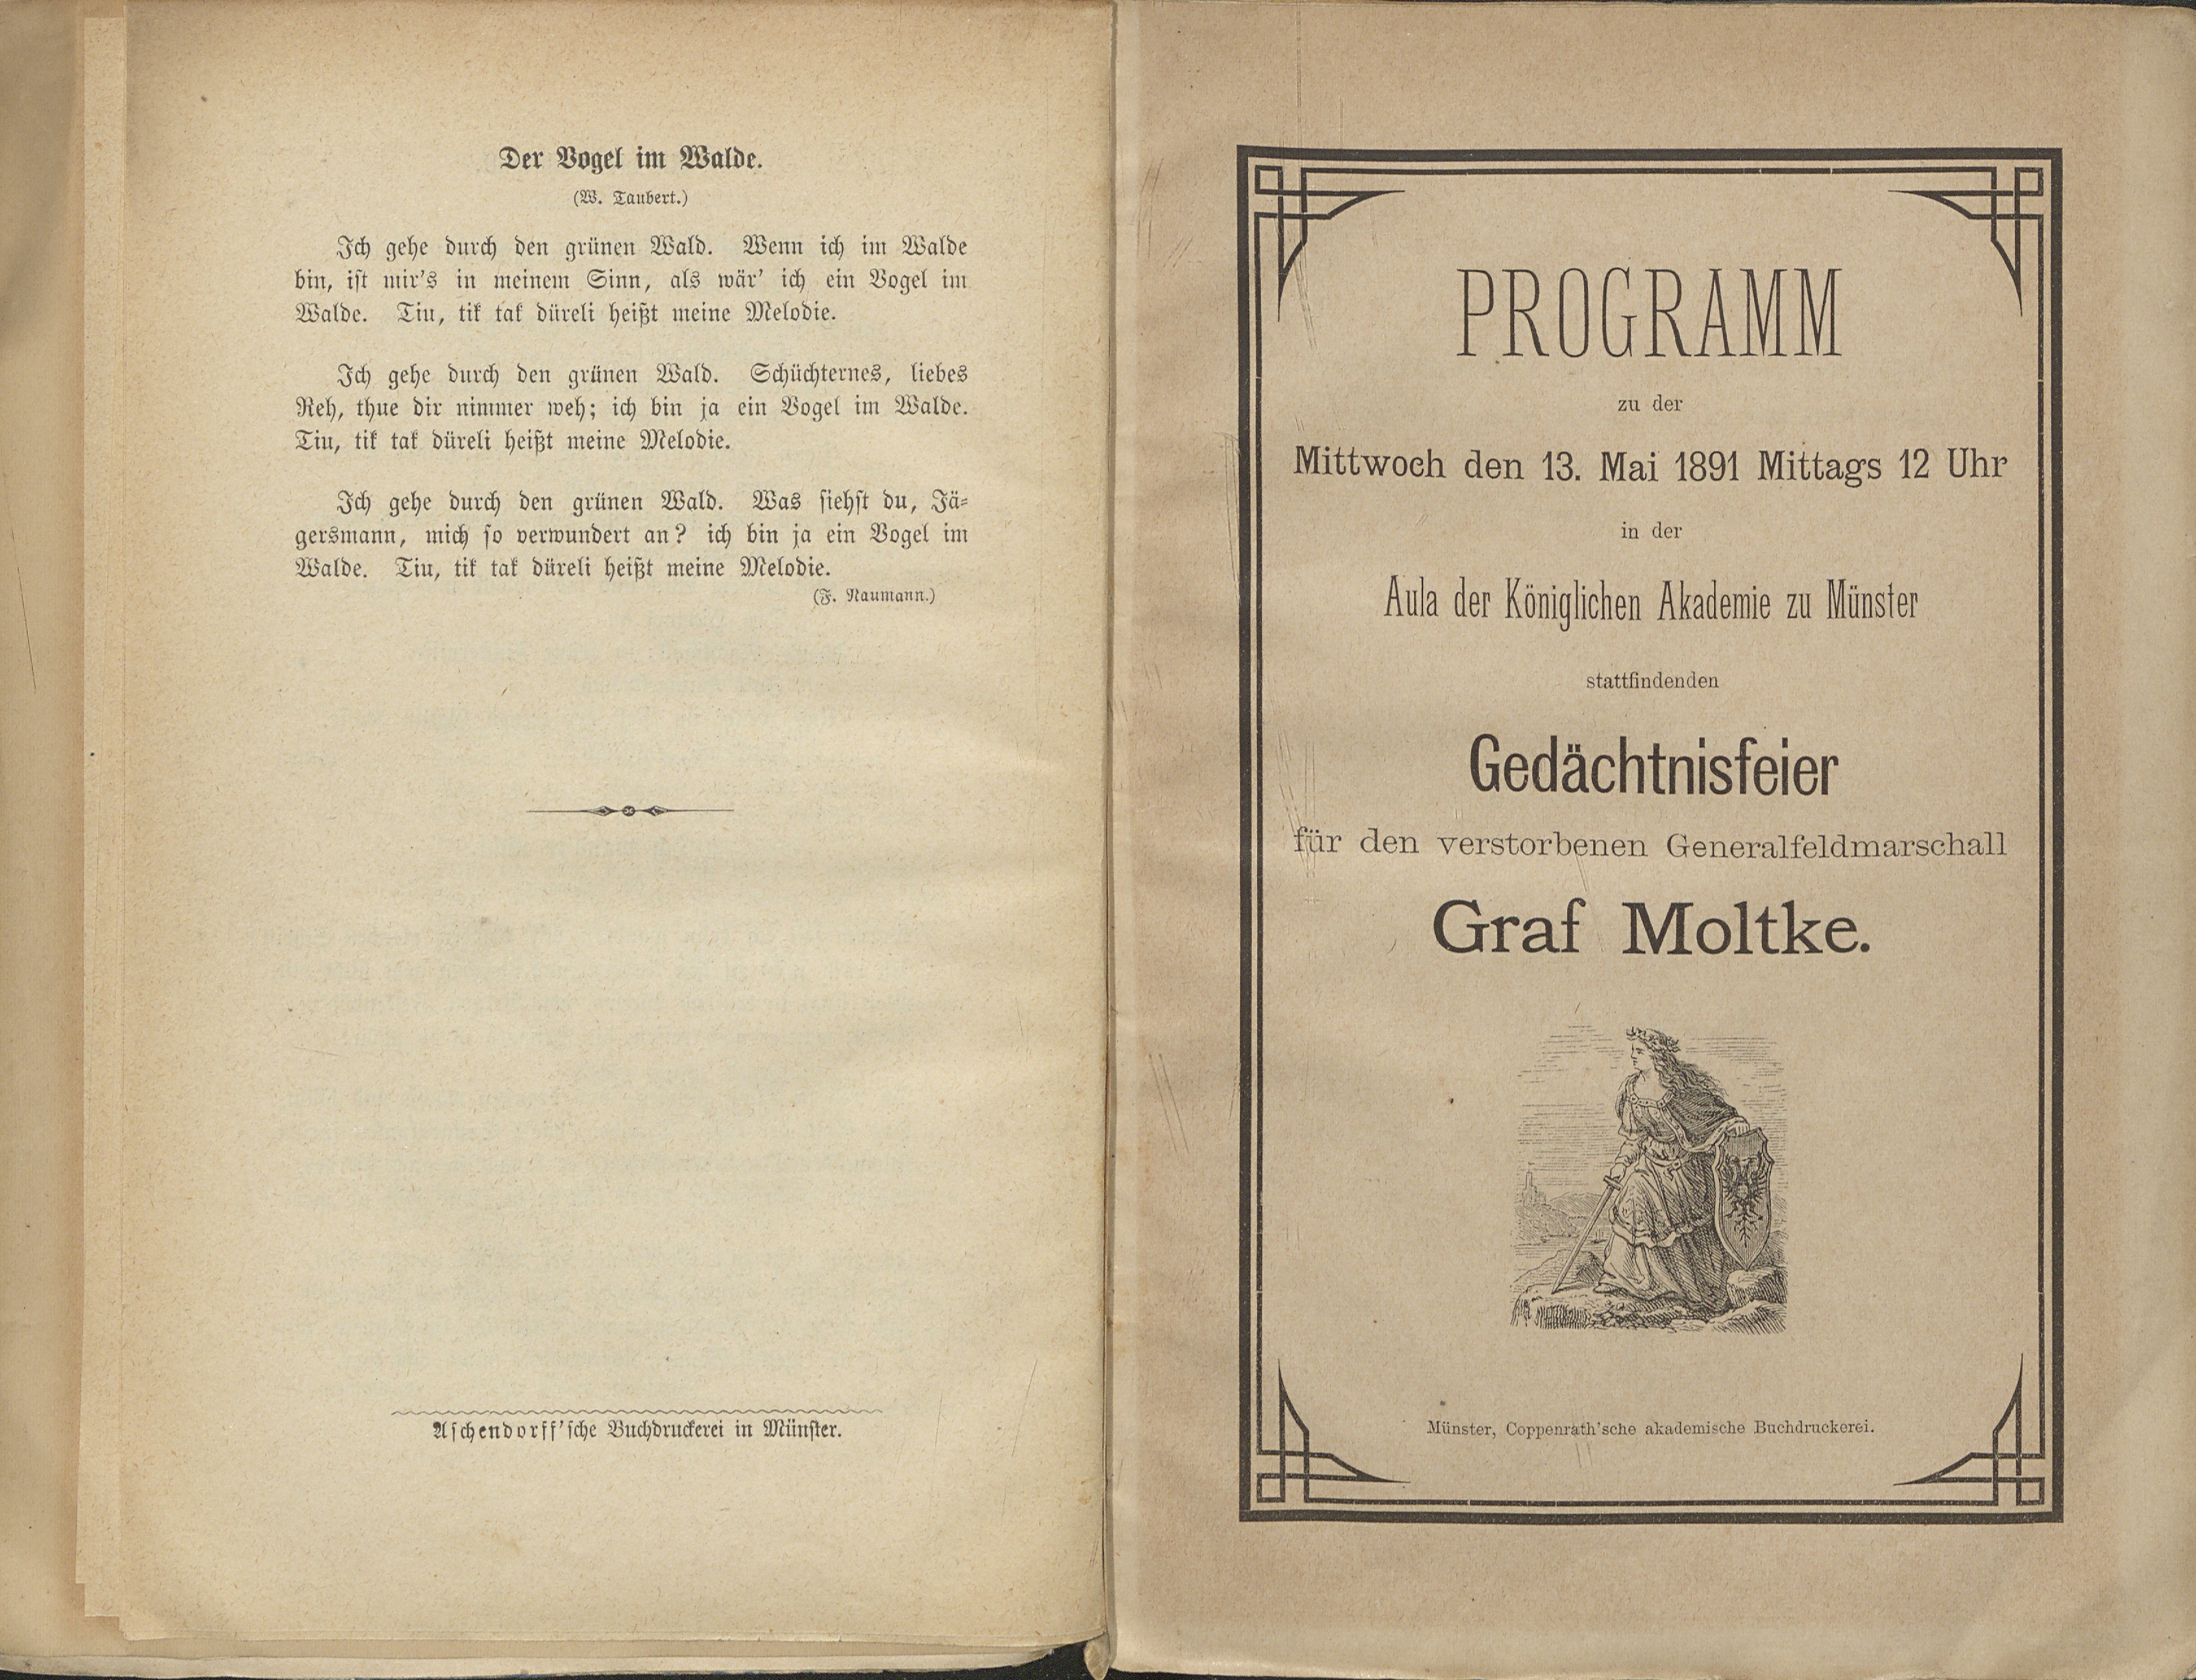 Der Vogel im Walde.
(W. Taubert.)
Ich gehe durch den grünen Wald. Wenn ich im Walde
bin, ist mir's in meinem Sinn, als wär' ich ein Vogel im
Walde. Tiu, tik tak düreli heißt meine Melodie.
Ich gehe durch den grünen Wald. Schüchternes, liebes
Reh, thue dir nimmer weh; ich bin ja ein Vogel im Walde.
Tiu, tik tak düreli heißt meine Melodie.
Ich gehe durch den grünen Wald. Was siehst du, Jä-
gersmann, mich so verwundert an? ich bin ja ein Vogel im
Walde. Tiu, tik tak düreli heißt meine Melodie.
(F. Naumann.)
Aschendorff'sche Buchdruckerei in Münster.
PROGRAMM
zu der
Mittwoch den 13. Mai 1891 Mittags 12 Uhr
in der
Aula der Königlichen Akademie zu Münster
stattfindenden
Gedächtnisfeier
für den verstorbenen Generalfeldmarschall
Graf Moltke.
Münster, Coppenrath'sche akademische Buchdruckerei.